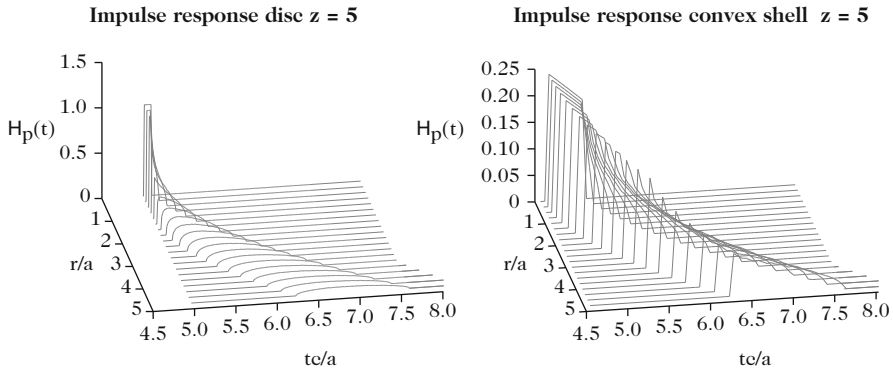 Impulse response disc z = 5
1.5
1.0
Hp(t)
0.5
0
1
2
r/a
3
4
5
4.5 5.0 5.5 6.0 6.5 7.0 7.5 8.0
tc/a
Impulse response convex shell z = 5
0.25
0.20
Hp(t)
0.15
0.10
0.05
0
1
2
r/a
3
4
5
4.5 5.0 5.5 6.0 6.5 7.0 7.5 8.0
tc/a